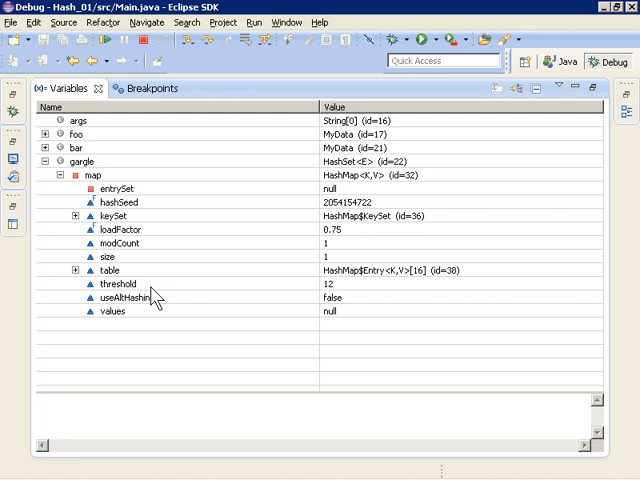 Debug - Hash_01/src/Main.java - Eclipse SDK
File Edit Source Refactor Navigate Search Project Run Window Help
Quick Access Java Debug
(x)= Variables Breakpoints
Name Value
args String[0] (id=16)
foo MyData (id=17)
bar MyData (id=21)
gargle HashSet<E> (id=22)
map HashMap<K,V> (id=32)
entrySet null
hashSeed 2054154722
keySet HashMap$KeySet (id=36)
loadFactor 0.75
modCount 1
size 1
table HashMap$Entry<K,V>[16] (id=38)
threshold 12
useAltHashin false
values null